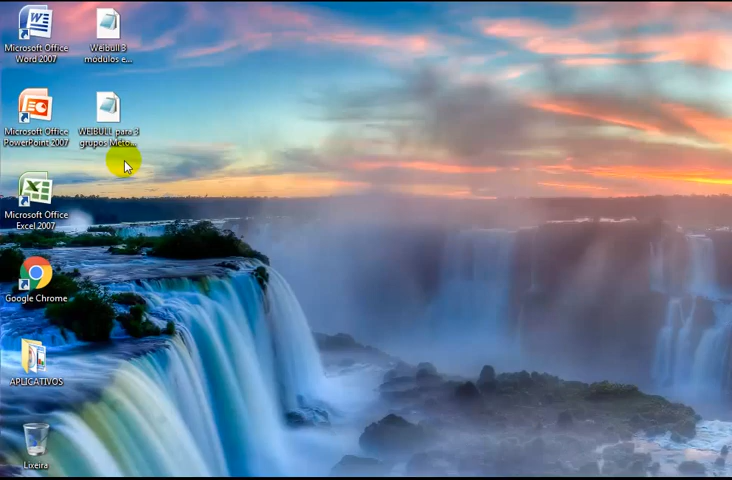 Microsoft Office
Word 2007
Weibull 3
módulos e...
Microsoft Office
PowerPoint 2007
WEIBULL para 3
grupos Méto...
Microsoft Office
Excel 2007
Google Chrome
APLICATIVOS
Lixeira